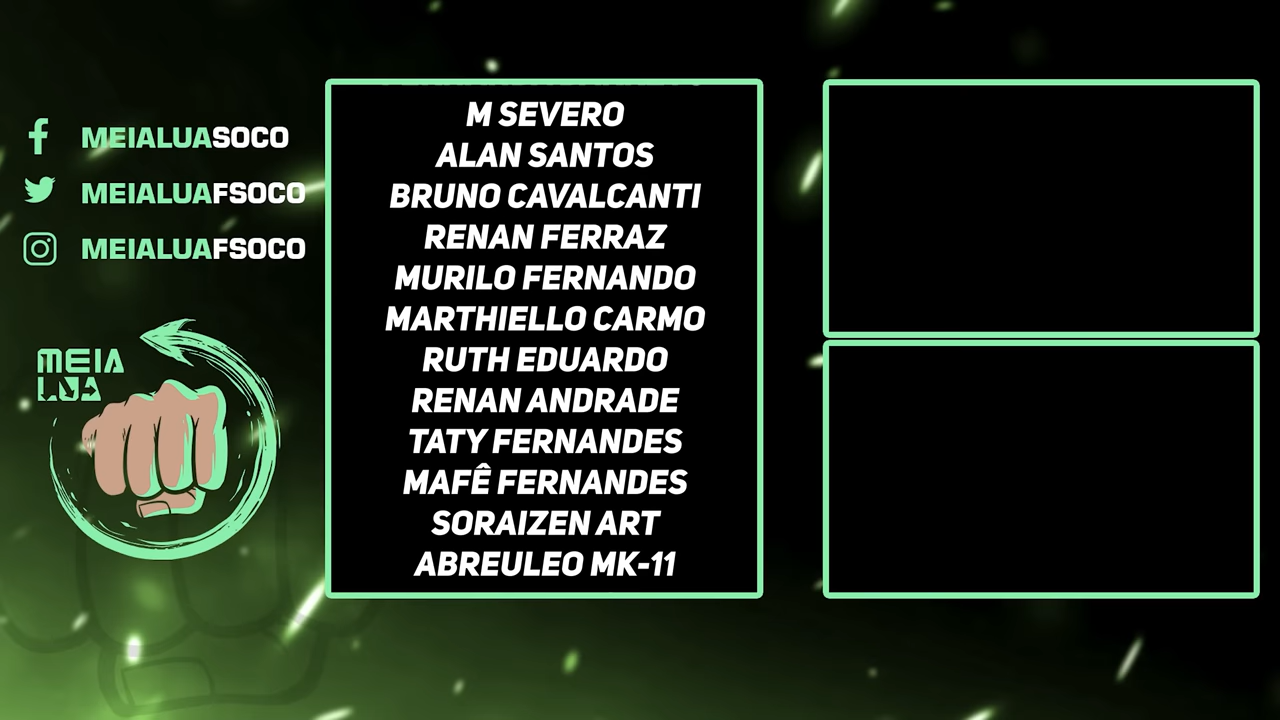 MEIALUASOCO
MEIALUAFSOCO
MEIALUAFSOCO
MEIA
LUA
M SEVERO
ALAN SANTOS
BRUNO CAVALCANTI
RENAN FERRAZ
MURILO FERNANDO
MARTHIELLO CARMO
RUTH EDUARDO
RENAN ANDRADE
TATY FERNANDES
MAFÊ FERNANDES
SORAIZEN ART
ABREULEO MK-11